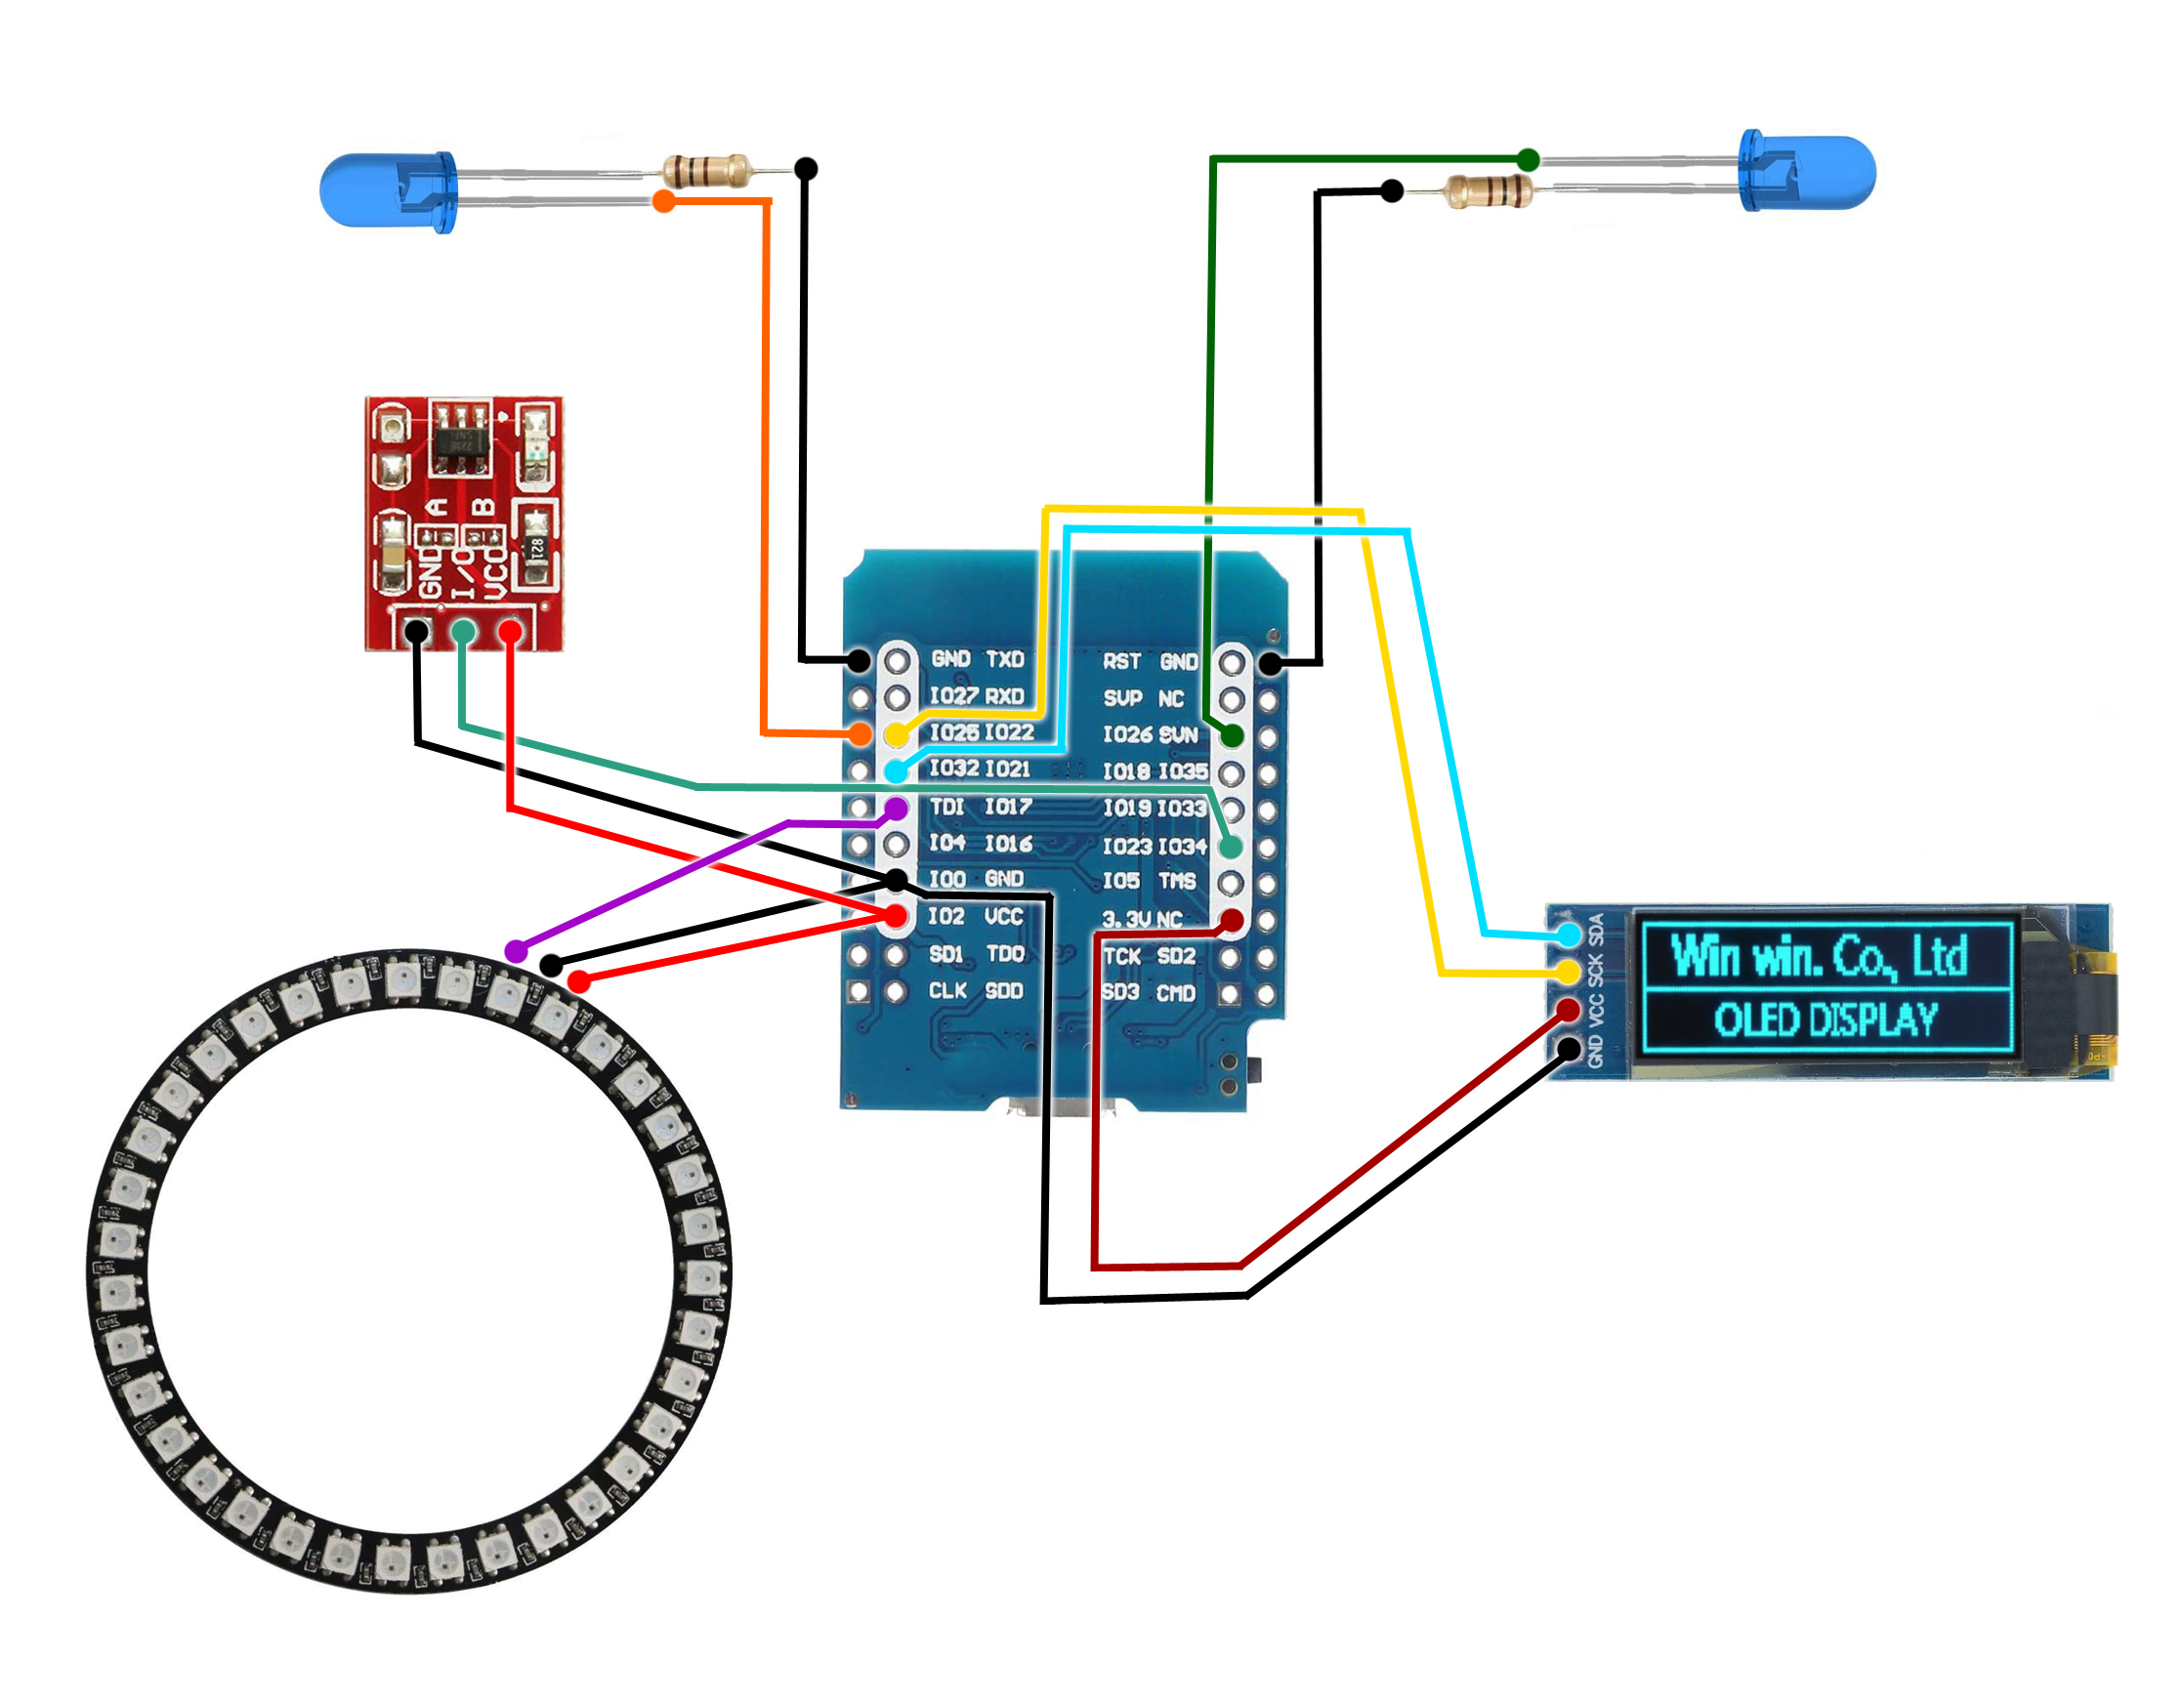 A
B
GND
I/O
VCC
821
GND TXD
RST GND
IO27 RXD
SVP NC
IO25 IO22
IO26 SVN
IO32 IO21
IO18 IO35
TDI IO17
IO19 IO33
IO4 IO16
IO23 IO34
IO0 GND
IO5 TMS
IO2 VCC
3.3V NC
SD1 TDO
TCK SD2
CLK SDD
SD3 CMD
SDA
SCK
VCC
GND
Win win. Co,. Ltd
OLED DISPLAY